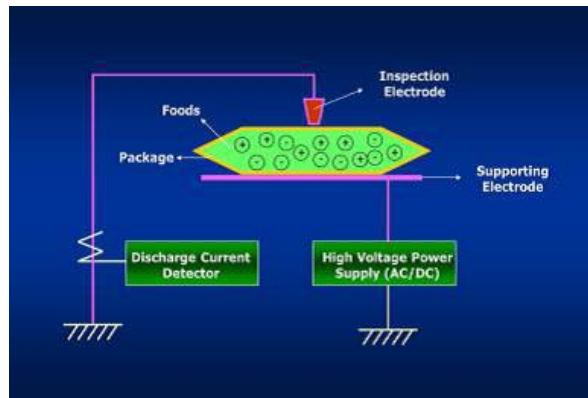 Inspection
Electrode
Foods
Package
Supporting
Electrode
Discharge Current
Detector
High Voltage Power
Supply (AC/DC)